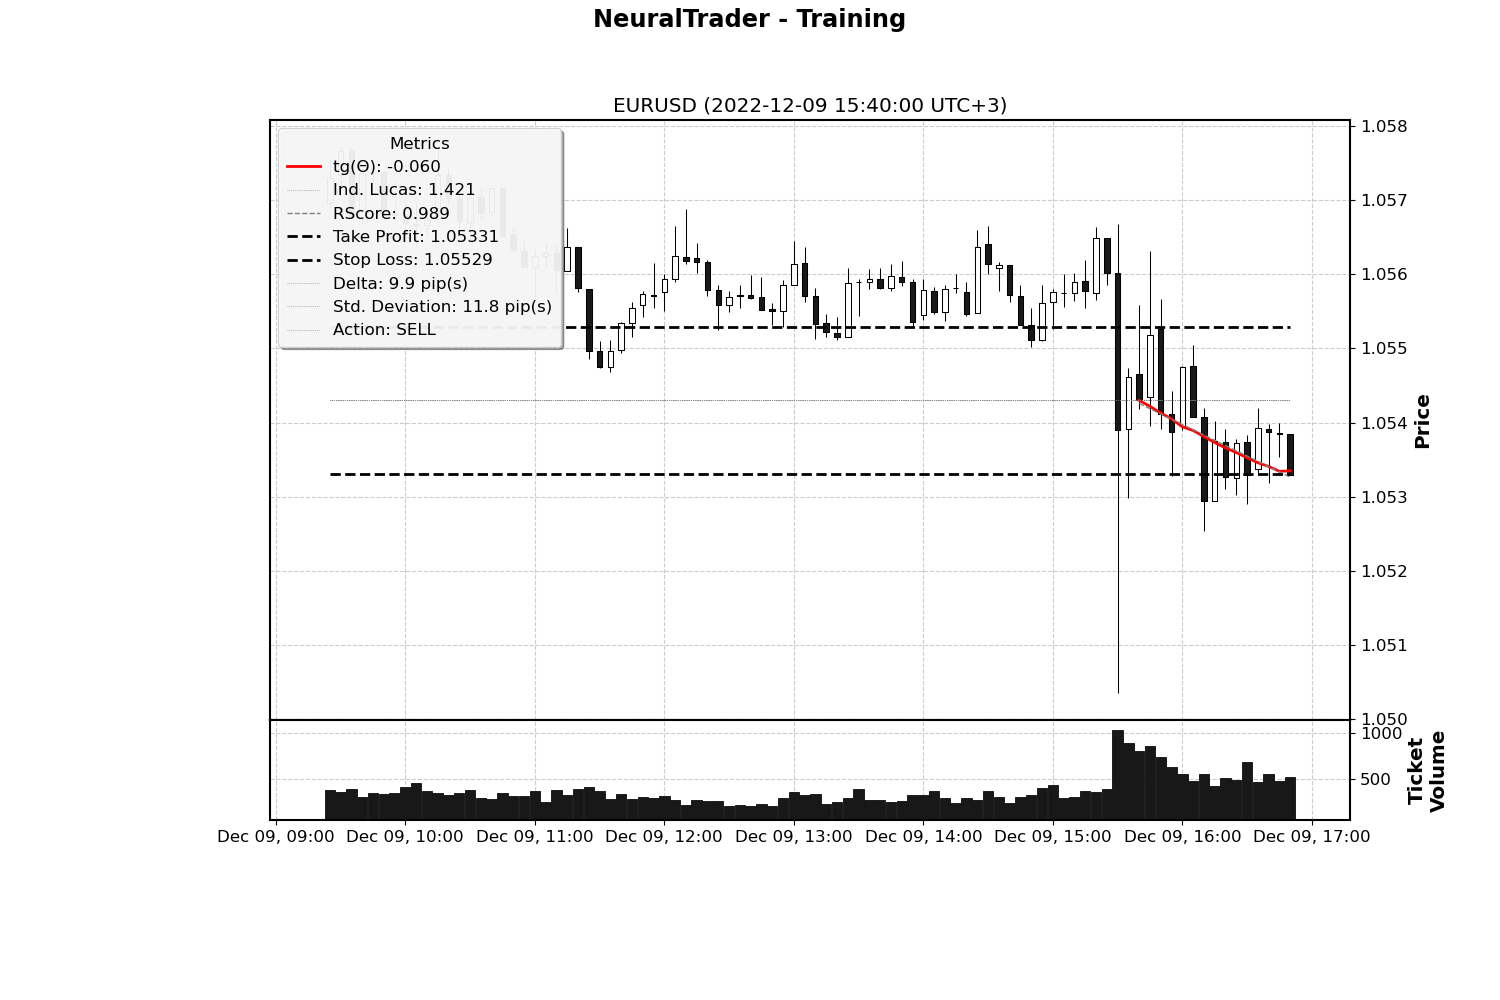 NeuralTrader - Training
EURUSD (2022-12-09 15:40:00 UTC+3)
Metrics
tg(Θ): -0.060
Ind. Lucas: 1.421
RScore: 0.989
Take Profit: 1.05331
Stop Loss: 1.05529
Delta: 9.9 pip(s)
Std. Deviation: 11.8 pip(s)
Action: SELL
1.058
1.057
1.056
1.055
1.054
1.053
1.052
1.051
1.050
Price
1000
500
Ticket
Volume
Dec 09, 09:00 Dec 09, 10:00 Dec 09, 11:00 Dec 09, 12:00 Dec 09, 13:00 Dec 09, 14:00 Dec 09, 15:00 Dec 09, 16:00 Dec 09, 17:00